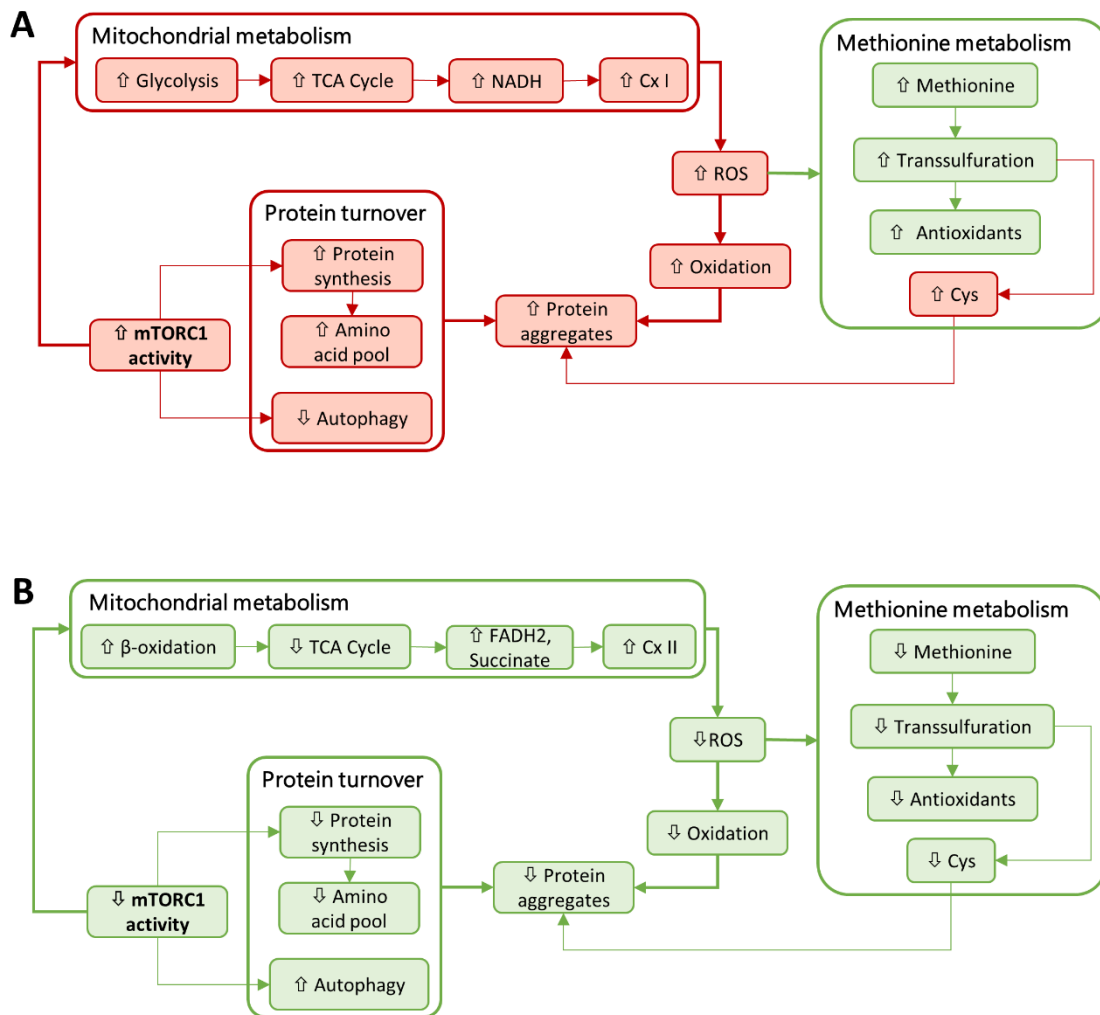 A
Mitochondrial metabolism
⇧ Glycolysis
⇧ TCA Cycle
⇧ NADH
⇧ Cx I
Methionine metabolism
⇧ Methionine
⇧ Transsulfuration
⇧ Antioxidants
⇧ Cys
⇧ ROS
⇧ Oxidation
Protein turnover
⇧ Protein
synthesis
⇧ Amino
acid pool
⇩ Autophagy
⇧ mTORC1
activity
⇧ Protein
aggregates
B
Mitochondrial metabolism
⇧ β-oxidation
⇩ TCA Cycle
⇧ FADH2,
Succinate
⇧ Cx II
Methionine metabolism
⇩ Methionine
⇩ Transsulfuration
⇩ Antioxidants
⇩ Cys
⇩ROS
⇩ Oxidation
Protein turnover
⇩ Protein
synthesis
⇩ Amino
acid pool
⇧ Autophagy
⇩ mTORC1
activity
⇩ Protein
aggregates